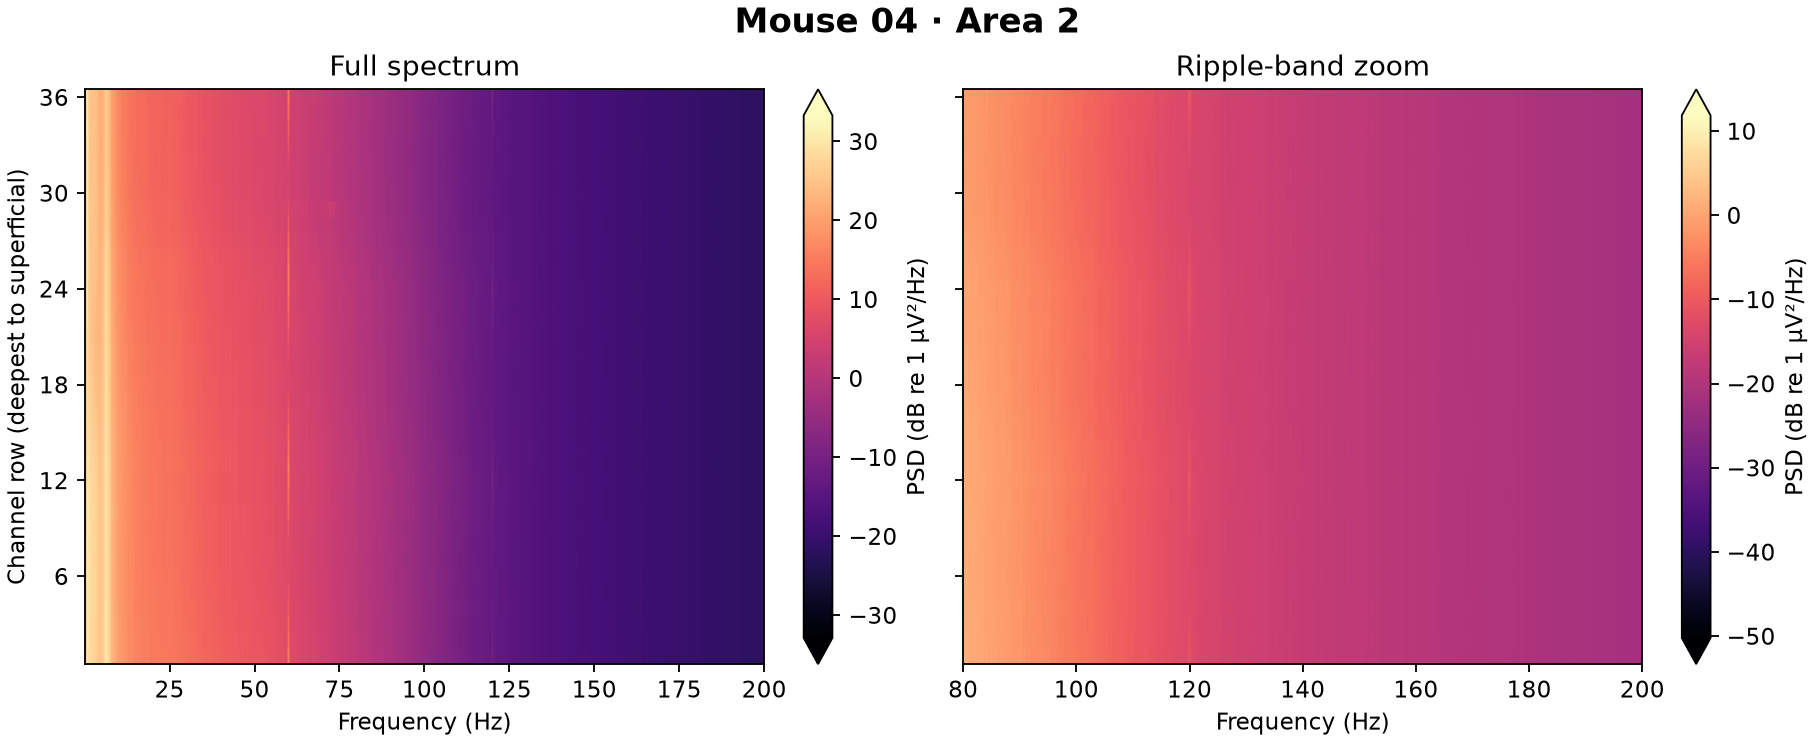 Mouse 04 · Area 2
Full spectrum
Channel row (deepest to superficial)
36
30
24
18
12
6
25 50 75 100 125 150 175 200
Frequency (Hz)
30
20
10
0
−10
−20
−30
PSD (dB re 1 µV²/Hz)
Ripple-band zoom
80 100 120 140 160 180 200
Frequency (Hz)
10
0
−10
−20
−30
−40
−50
PSD (dB re 1 µV²/Hz)